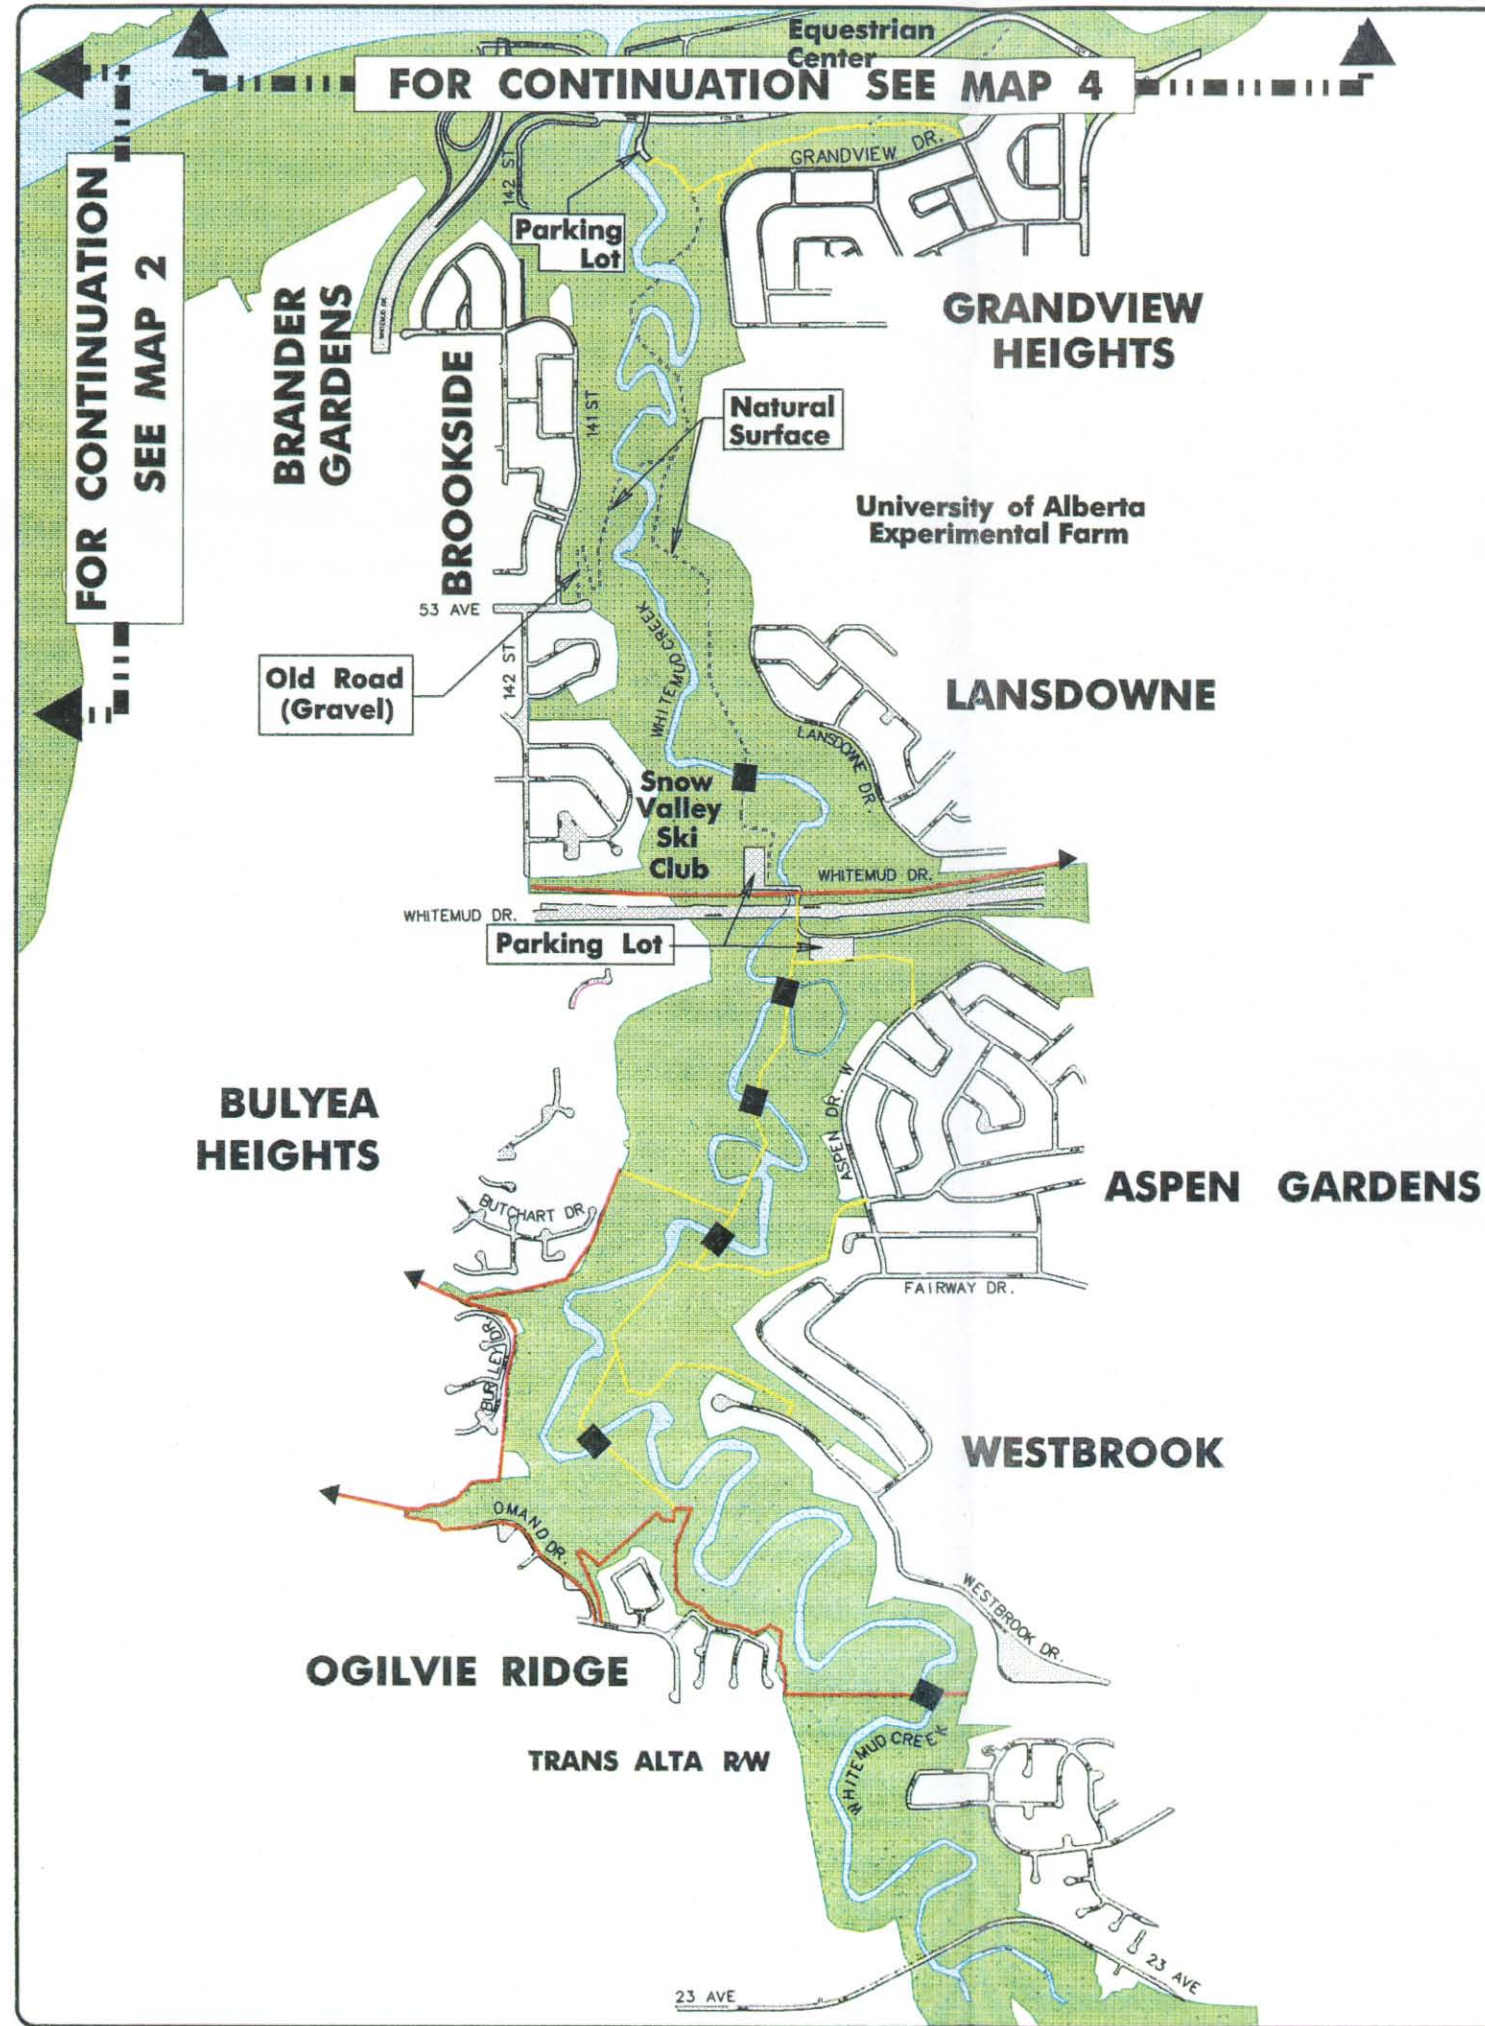 Equestrian
Center
FOR CONTINUATION SEE MAP 4
FOR CONTINUATION
SEE MAP 2
142 ST
GRANDVIEW DR.
Parking
Lot
BRANDER
GARDENS
GRANDVIEW
HEIGHTS
BROOKSIDE
141 ST
Natural
Surface
University of Alberta
Experimental Farm
53 AVE
WHITEMUD CREEK
Old Road
(Gravel)
142 ST
LANSDOWNE
LANSDOWNE DR.
Snow
Valley
Ski
Club
WHITEMUD DR.
WHITEMUD DR.
Parking Lot
BULYEA
HEIGHTS
ASPEN DR. W
BUTCHART DR.
ASPEN GARDENS
FAIRWAY DR.
BURLEY DR.
WESTBROOK
OMAND DR.
WESTBROOK DR.
OGILVIE RIDGE
TRANS ALTA R/W
WHITEMUD CREEK
23 AVE
23 AVE